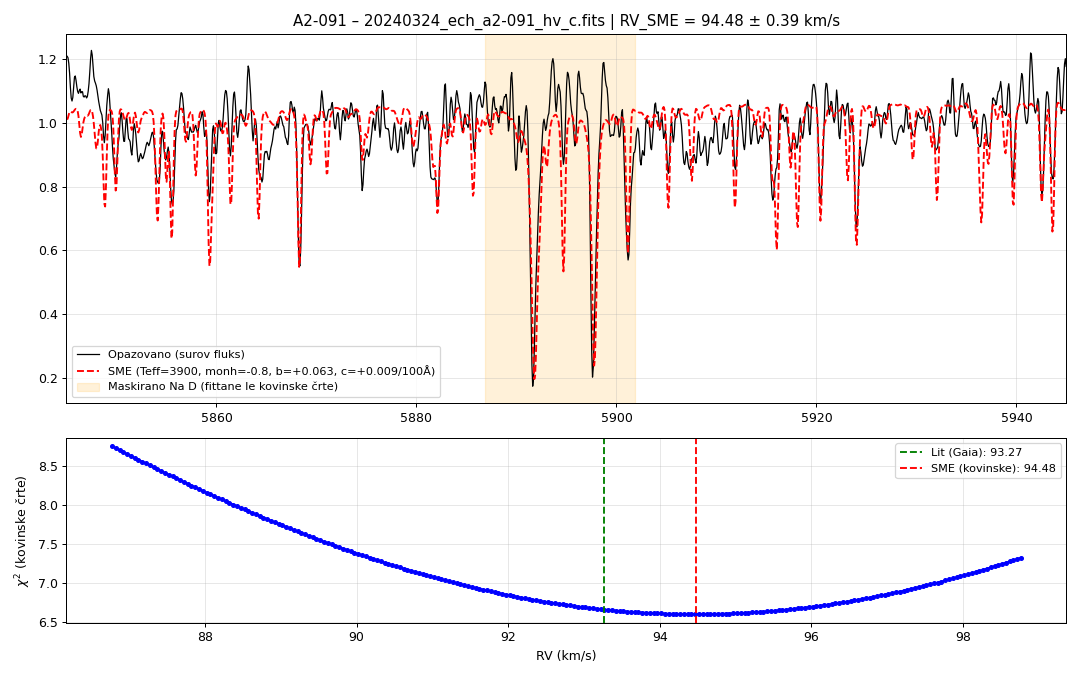 A2-091 – 20240324_ech_a2-091_hv_c.fits | RV_SME = 94.48 ± 0.39 km/s
1.2
1.0
0.8
0.6
0.4
0.2
Opazovano (surov fluks)
SME (Teff=3900, monh=-0.8, b=+0.063, c=+0.009/100Å)
Maskirano Na D (fittane le kovinske črte)
5860 5880 5900 5920 5940
8.5
8.0
7.5
7.0
6.5
χ² (kovinske črte)
Lit (Gaia): 93.27
SME (kovinske): 94.48
88 90 92 94 96 98
RV (km/s)